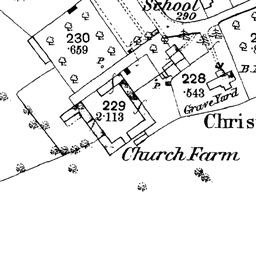 School
290
230
·659
P.
228
·543
P
B.M
229
2·113
Grave Yard
Chris
Church Farm